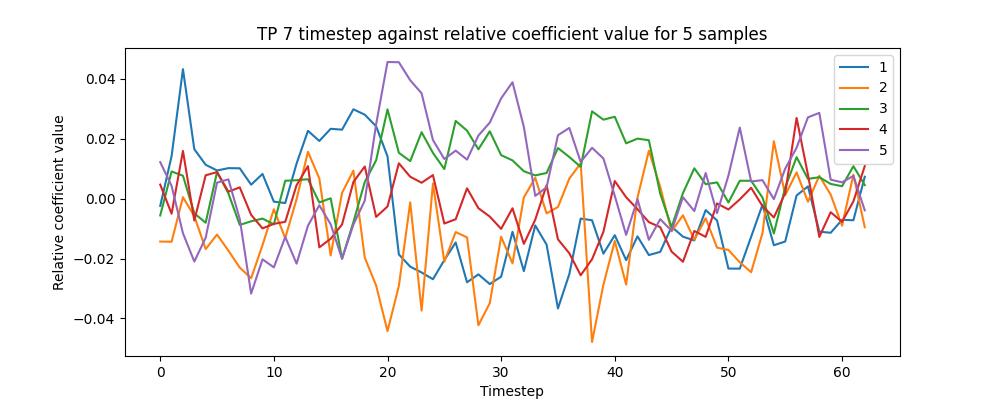 TP 7 timestep against relative coefficient value for 5 samples
Relative coefficient value
0.04
0.02
0.00
−0.02
−0.04
1
2
3
4
5
0 10 20 30 40 50 60
Timestep